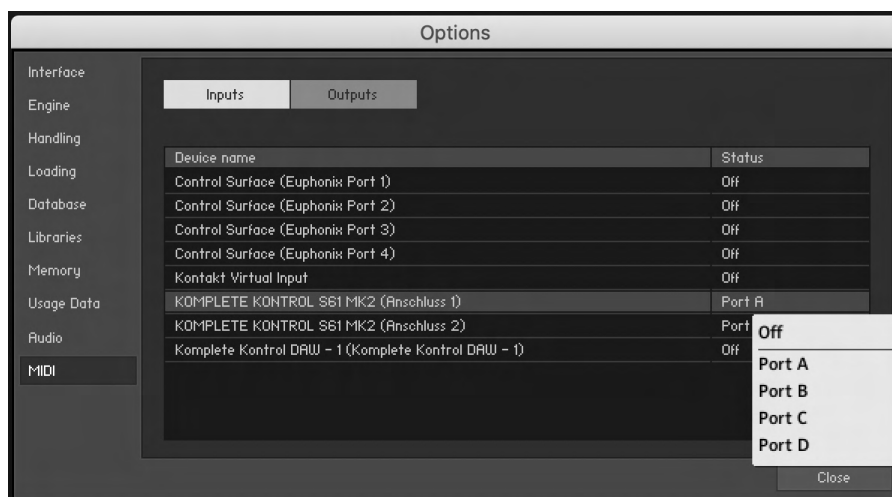 Options
Interface
Engine
Handling
Loading
Database
Libraries
Memory
Usage Data
Audio
MIDI
Inputs Outputs
Device name Status
Control Surface (Euphonix Port 1) Off
Control Surface (Euphonix Port 2) Off
Control Surface (Euphonix Port 3) Off
Control Surface (Euphonix Port 4) Off
Kontakt Virtual Input Off
KOMPLETE KONTROL S61 MK2 (Anschluss 1) Port A
KOMPLETE KONTROL S61 MK2 (Anschluss 2) Port
Komplete Kontrol DAW - 1 (Komplete Kontrol DAW - 1) Off
Off
Port A
Port B
Port C
Port D
Close